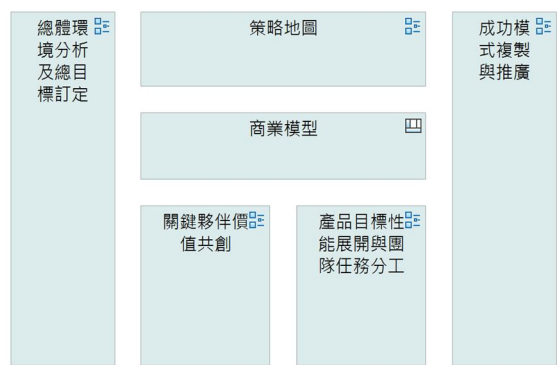 總體環
境分析
及總目
標訂定
策略地圖
商業模型
關鍵夥伴價
值共創
產品目標性
能展開與團
隊任務分工
成功模
式複製
與推廣